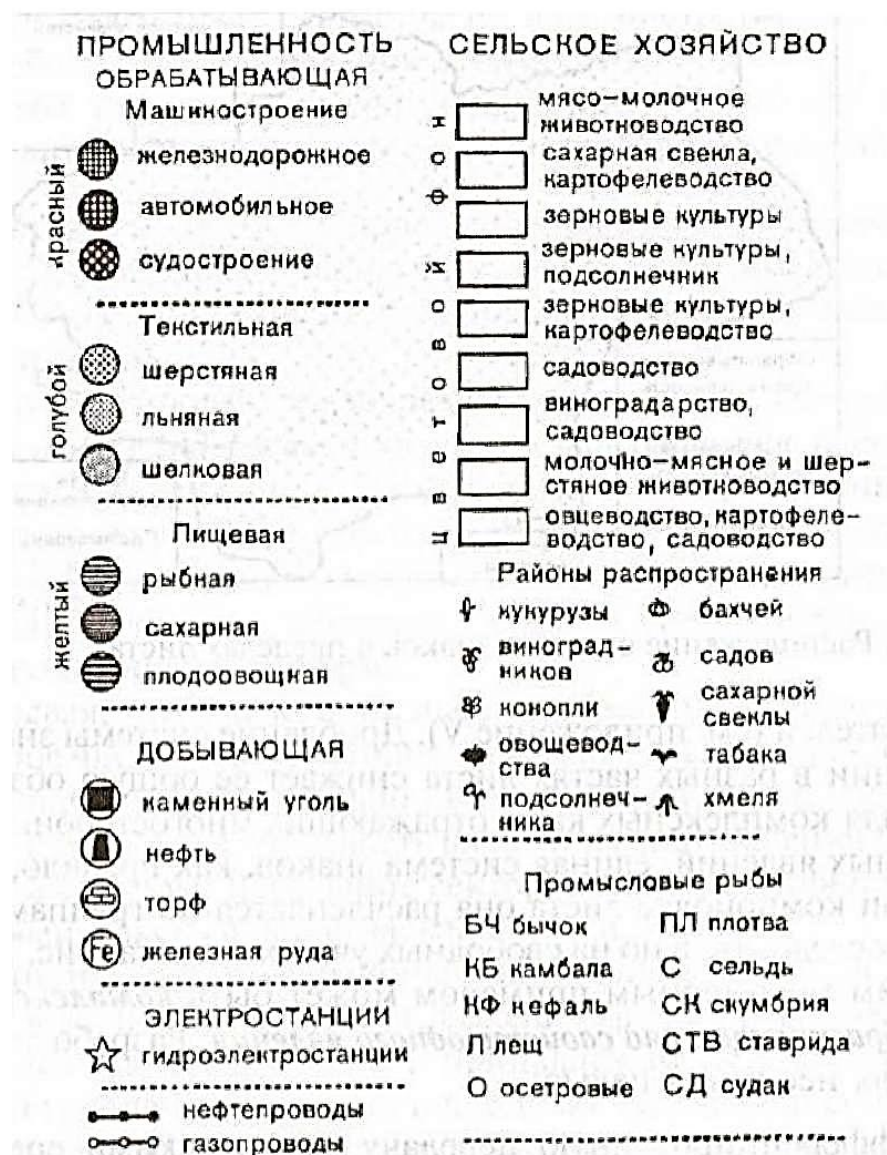 ПРОМЫШЛЕННОСТЬ
ОБРАБАТЫВАЮЩАЯ
Машиностроение
красный
железнодорожное
автомобильное
судостроение
Текстильная
голубой
шерстяная
льняная
шелковая
Пищевая
желтый
рыбная
сахарная
плодоовощная
ДОБЫВАЮЩАЯ
каменный уголь
нефть
торф
Fe железная руда
ЭЛЕКТРОСТАНЦИИ
гидроэлектростанции
нефтепроводы
газопроводы
СЕЛЬСКОЕ ХОЗЯЙСТВО
цветовой фон
мясо–молочное
животноводство
сахарная свекла,
картофелеводство
зерновые культуры
зерновые культуры,
подсолнечник
зерновые культуры,
картофелеводство
садоводство
виноградарство,
садоводство
молочно–мясное и шер–
стяное животноводство
овцеводство, картофеле–
водство, садоводство
Районы распространения
кукурузы
виноград–
ников
конопли
овощевод–
ства
подсолнеч–
ника
бахчей
садов
сахарной
свеклы
табака
хмеля
Промысловые рыбы
БЧ бычок
КБ камбала
КФ кефаль
Л лещ
О осетровые
ПЛ плотва
С сельдь
СК скумбрия
СТВ ставрида
СД судак